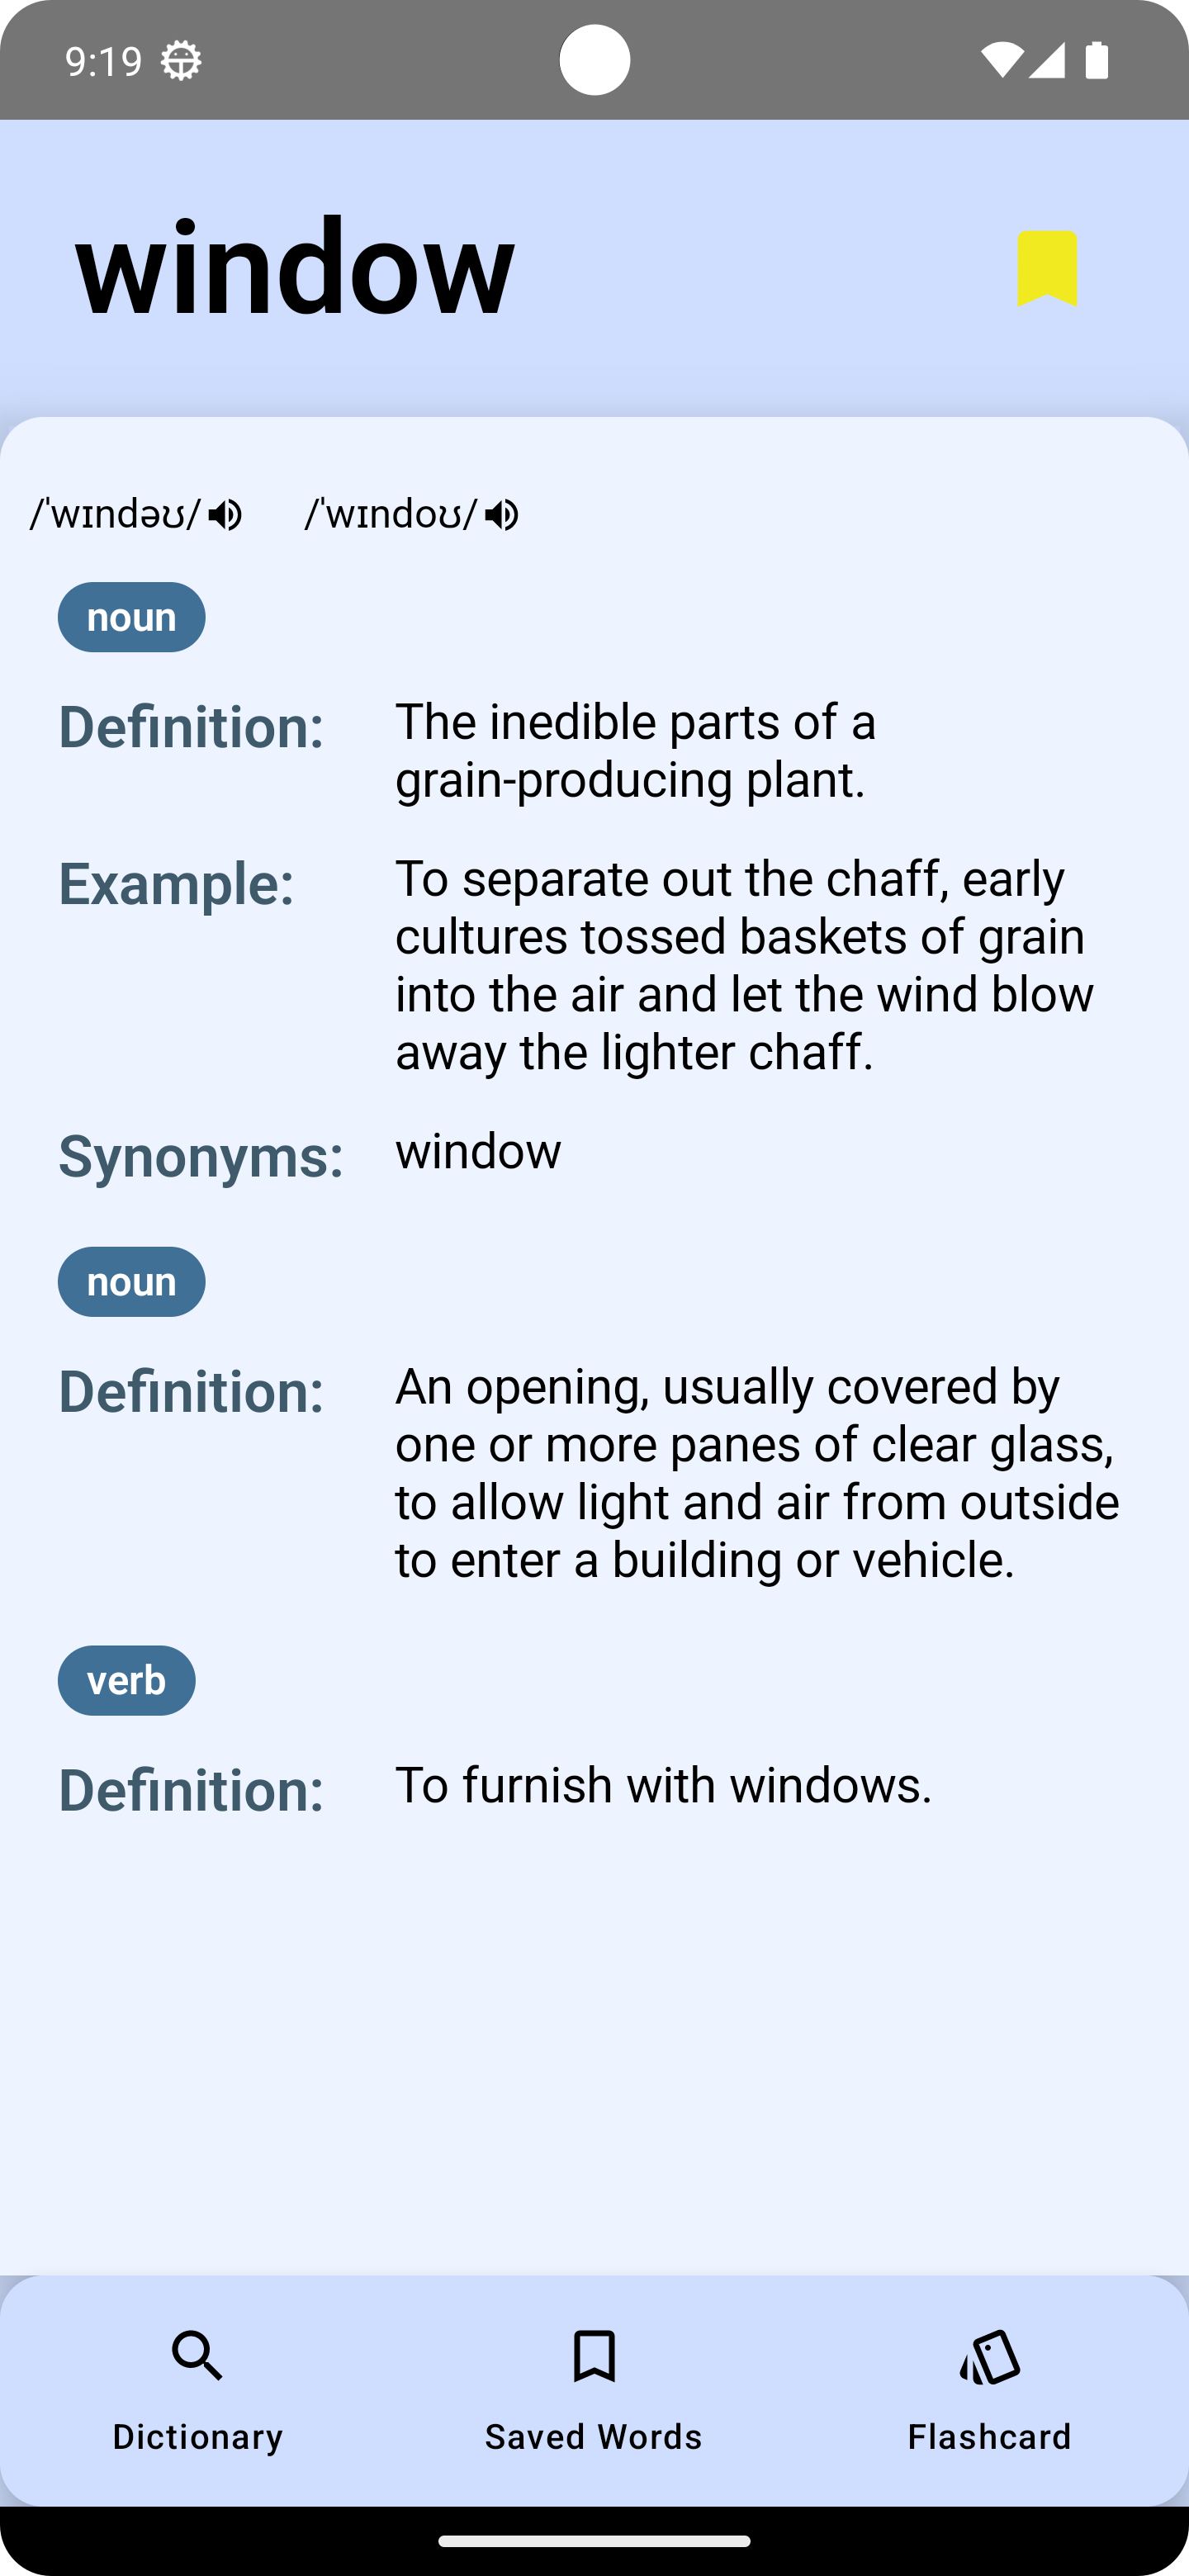 9:19
window
/ˈwɪndəʊ/ /ˈwɪndoʊ/
noun
Definition: The inedible parts of a
grain-producing plant.
Example: To separate out the chaff, early
cultures tossed baskets of grain
into the air and let the wind blow
away the lighter chaff.
Synonyms: window
noun
Definition: An opening, usually covered by
one or more panes of clear glass,
to allow light and air from outside
to enter a building or vehicle.
verb
Definition: To furnish with windows.
Dictionary Saved Words Flashcard